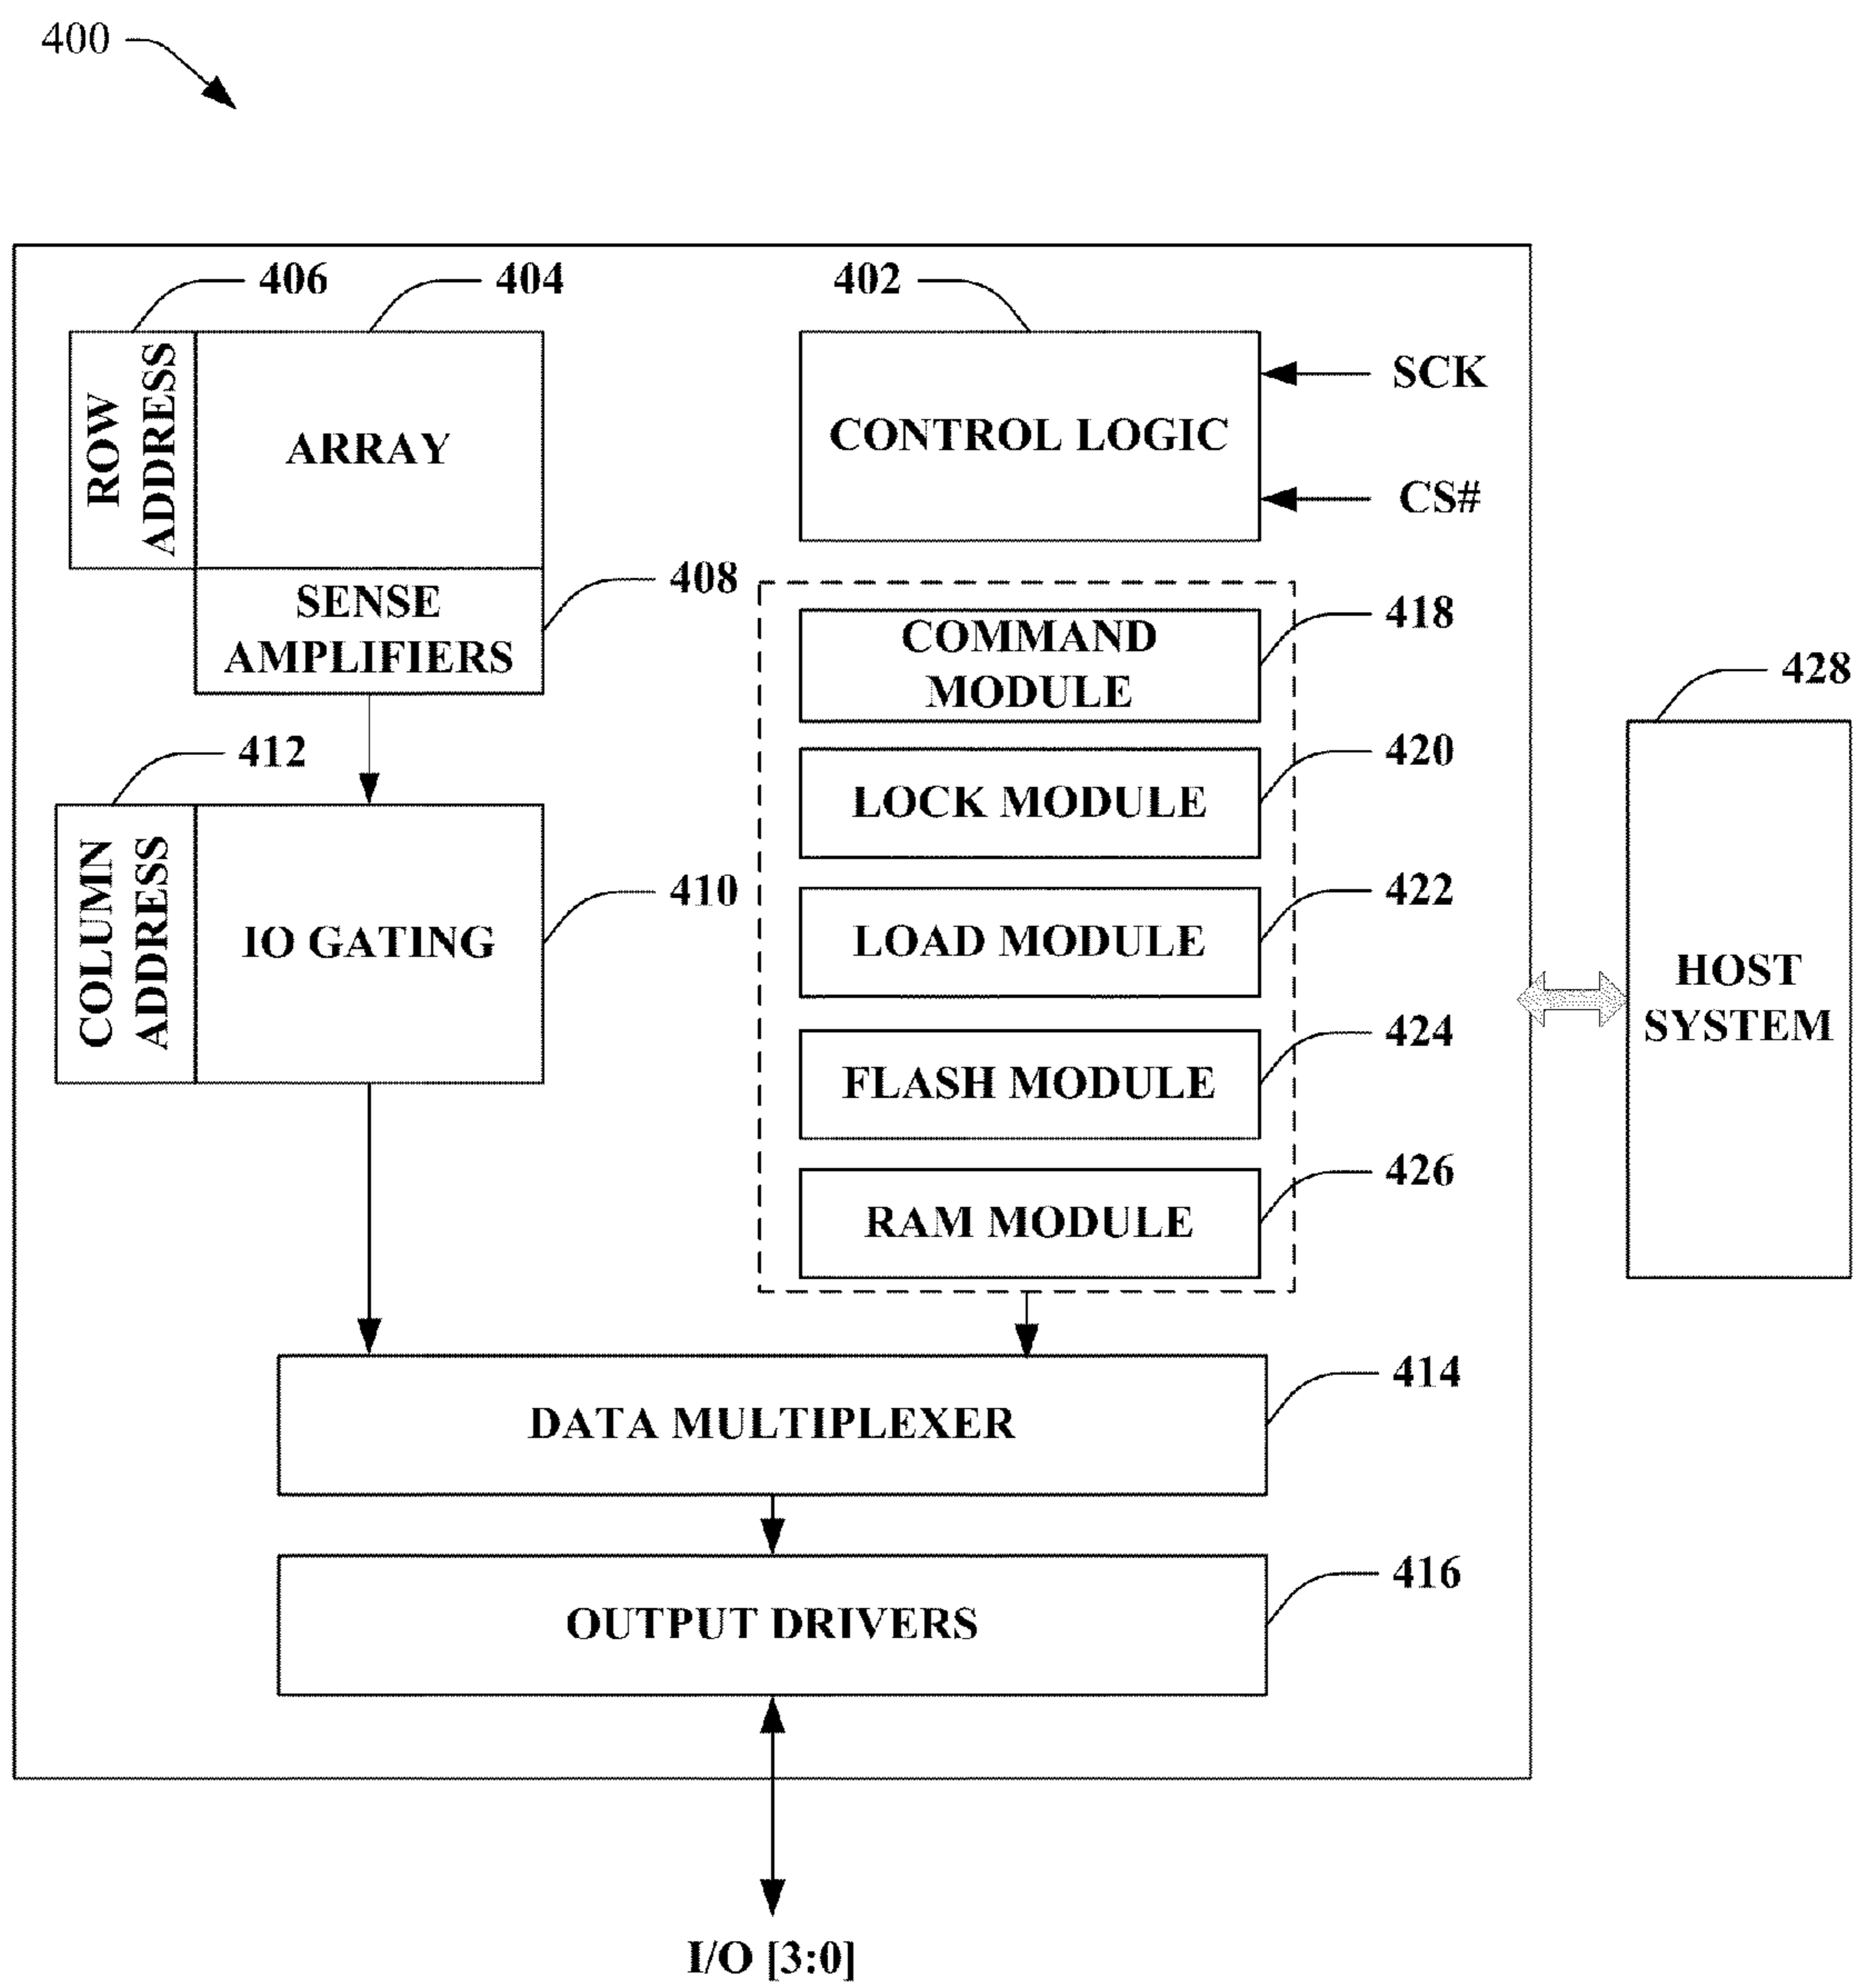 400
406
404
402
ROW
ADDRESS
ARRAY
CONTROL LOGIC
SCK
CS#
SENSE
AMPLIFIERS
408
COMMAND
MODULE
418
428
412
LOCK MODULE
420
COLUMN
ADDRESS
IO GATING
410
LOAD MODULE
422
HOST
SYSTEM
FLASH MODULE
424
RAM MODULE
426
DATA MULTIPLEXER
414
OUTPUT DRIVERS
416
I/O [3:0]